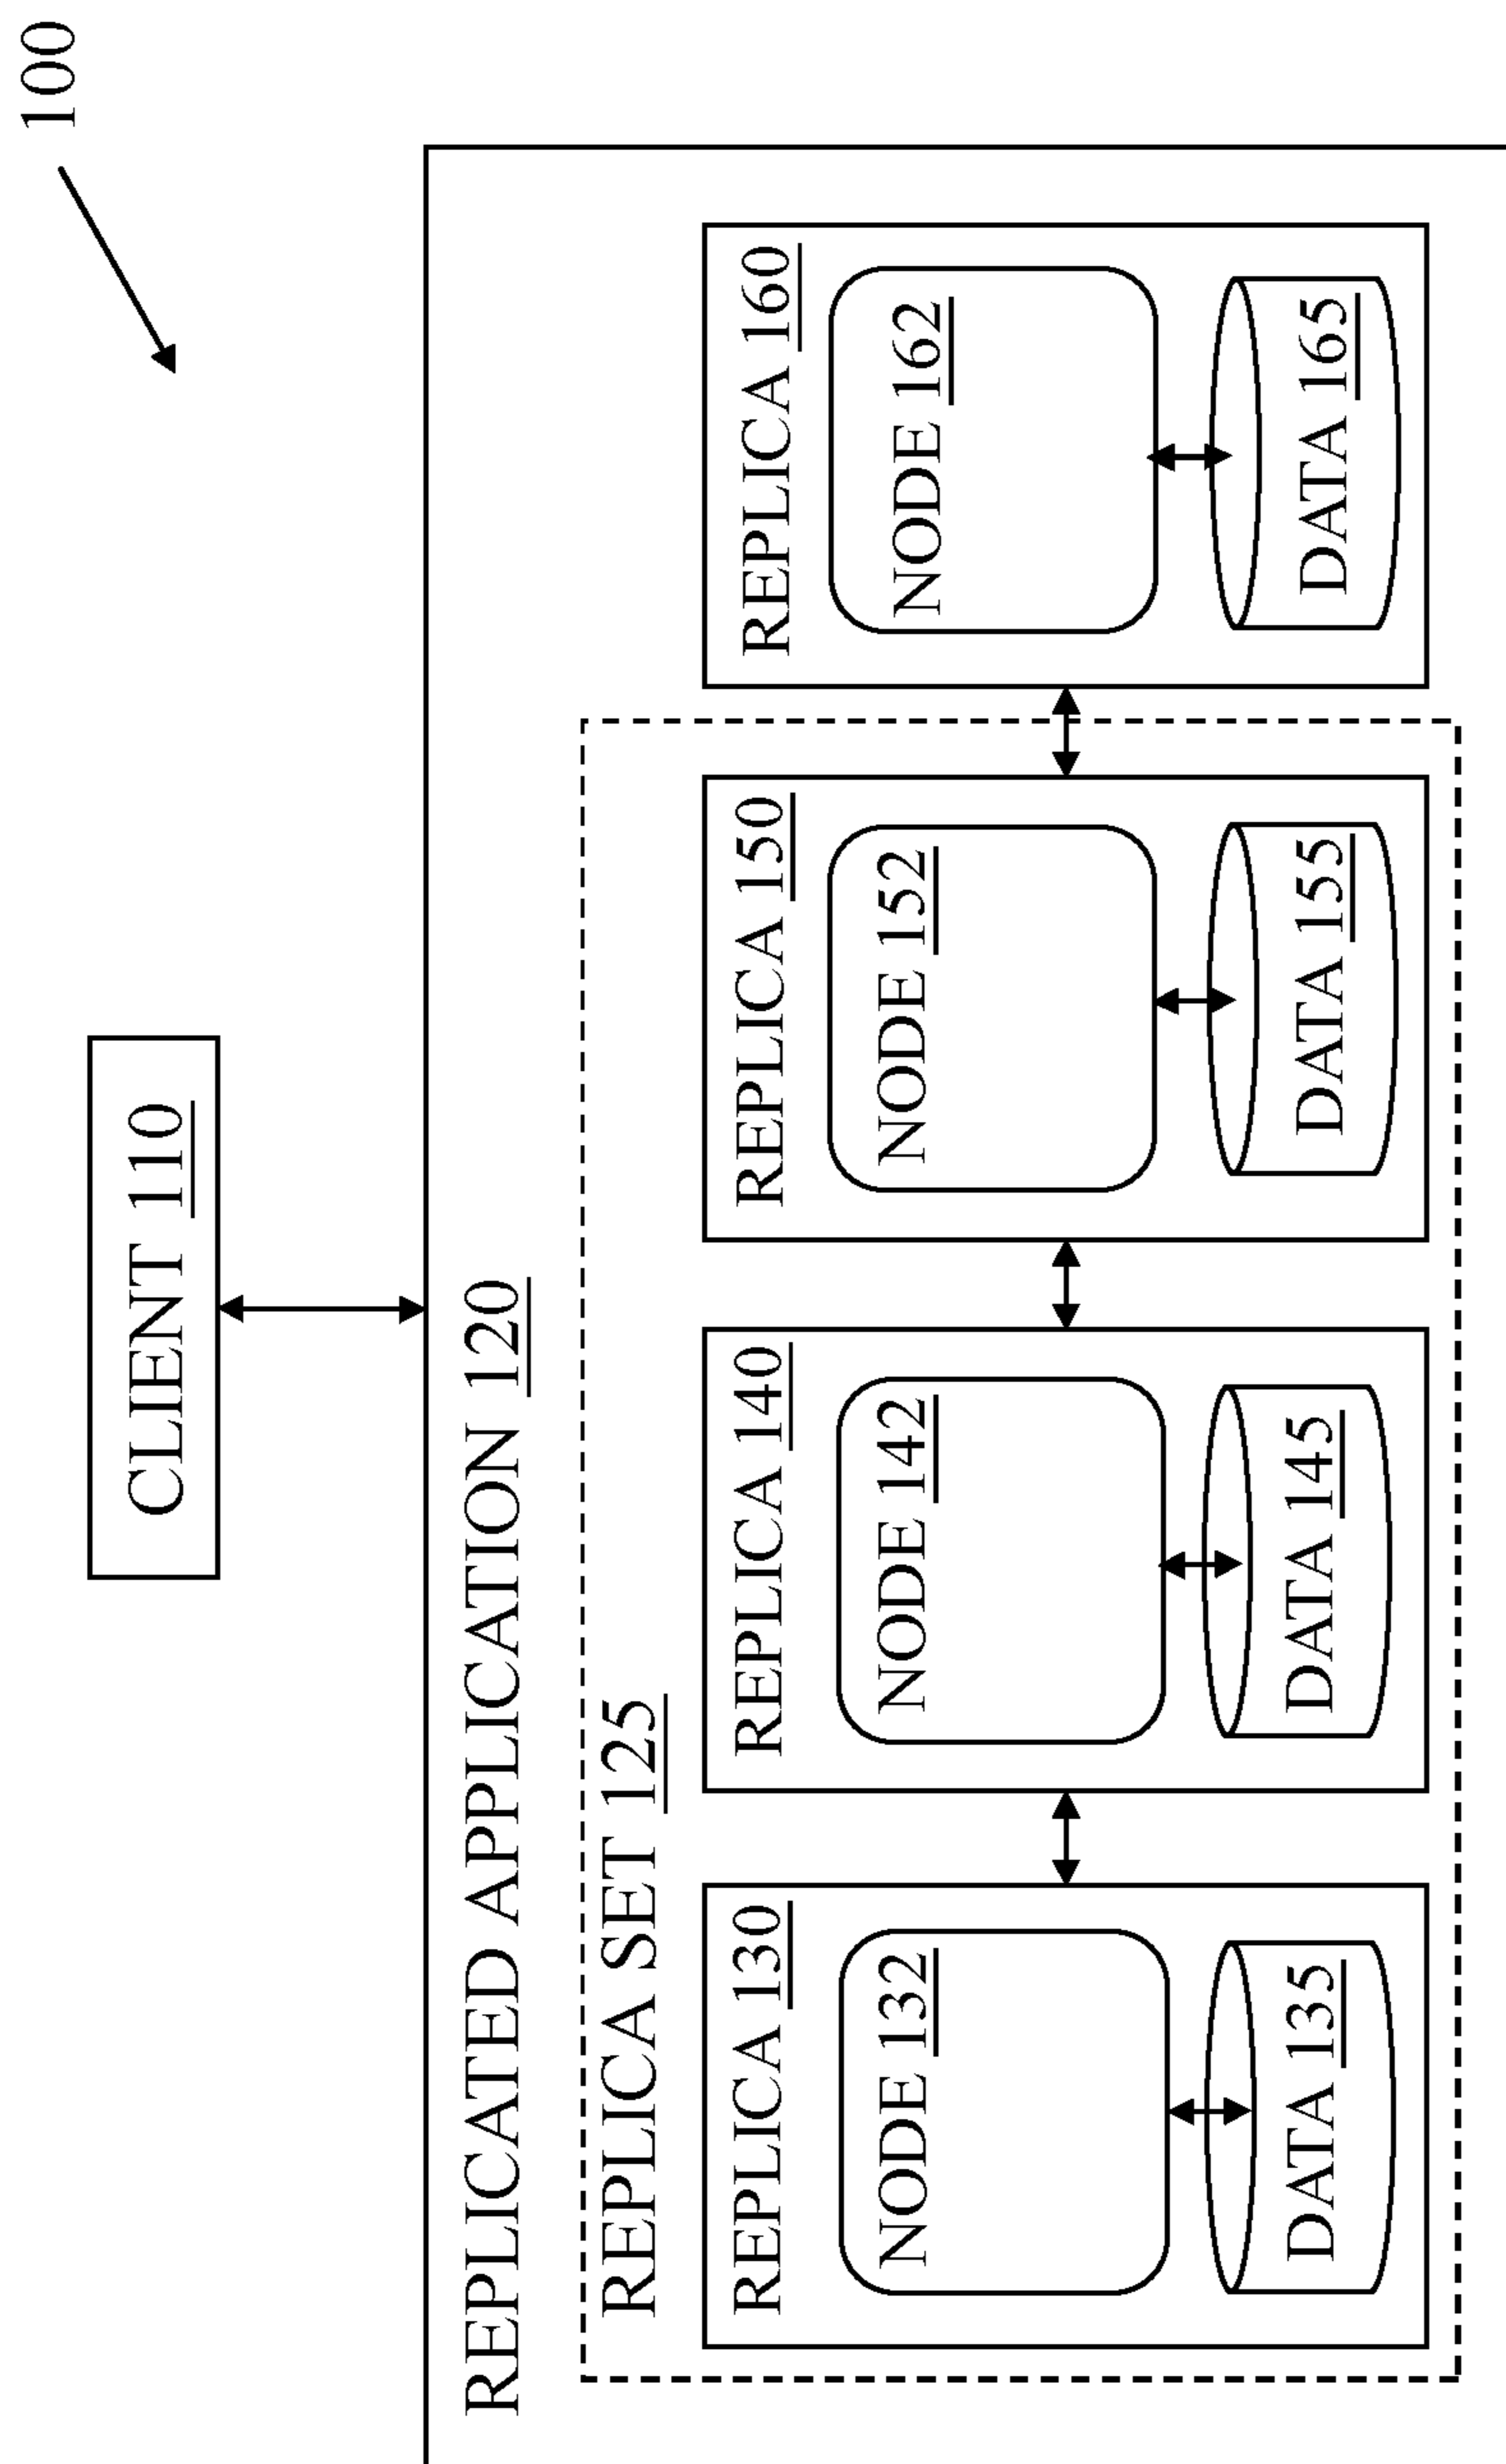 100
CLIENT 110
REPLICATED APPLICATION 120
REPLICA SET 125
REPLICA 130
NODE 132
DATA 135
REPLICA 140
NODE 142
DATA 145
REPLICA 150
NODE 152
DATA 155
REPLICA 160
NODE 162
DATA 165